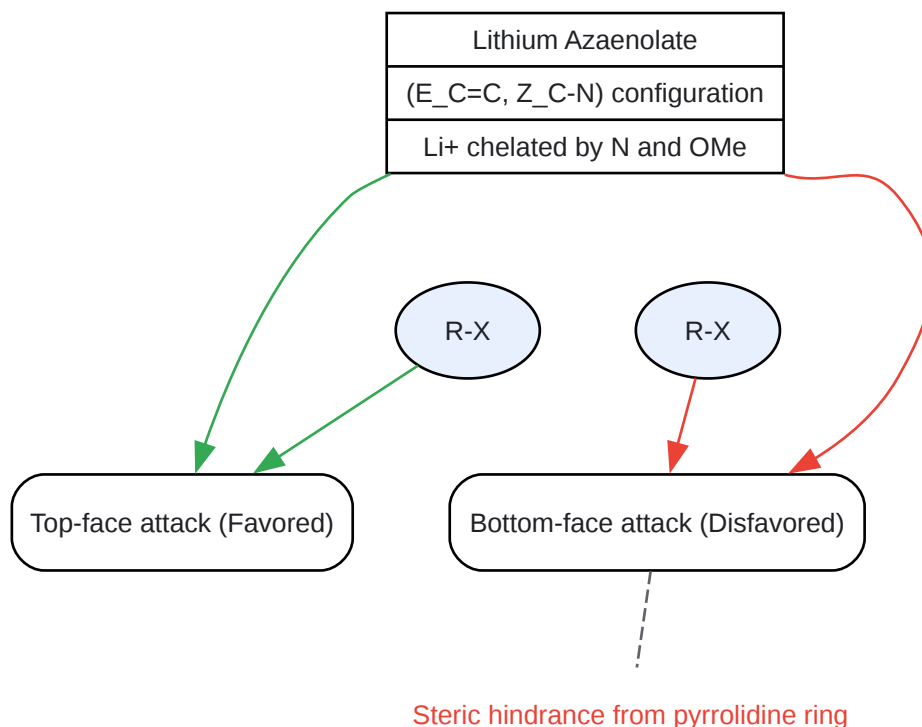 Lithium Azaenolate
(E_C=C, Z_C-N) configuration
Li+ chelated by N and OMe
R-X
R-X
Top-face attack (Favored)
Bottom-face attack (Disfavored)
Steric hindrance from pyrrolidine ring